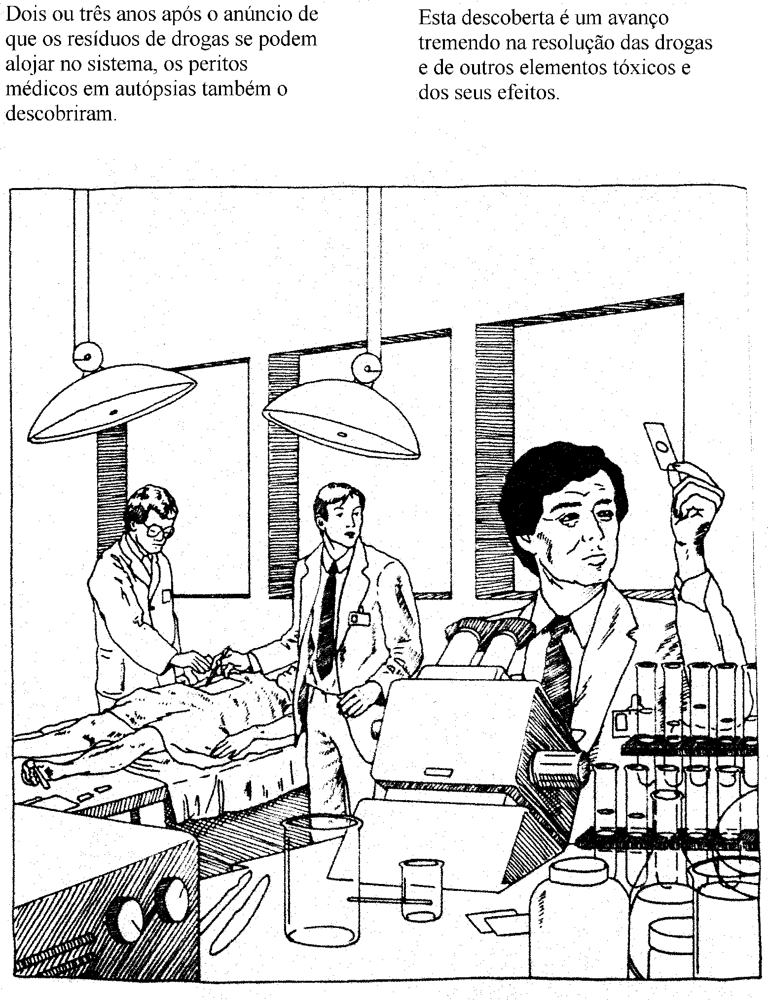 Dois ou três anos após o anúncio de
que os resíduos de drogas se podem
alojar no sistema, os peritos
médicos em autópsias também o
descobriram.
Esta descoberta é um avanço
tremendo na resolução das drogas
e de outros elementos tóxicos e
dos seus efeitos.